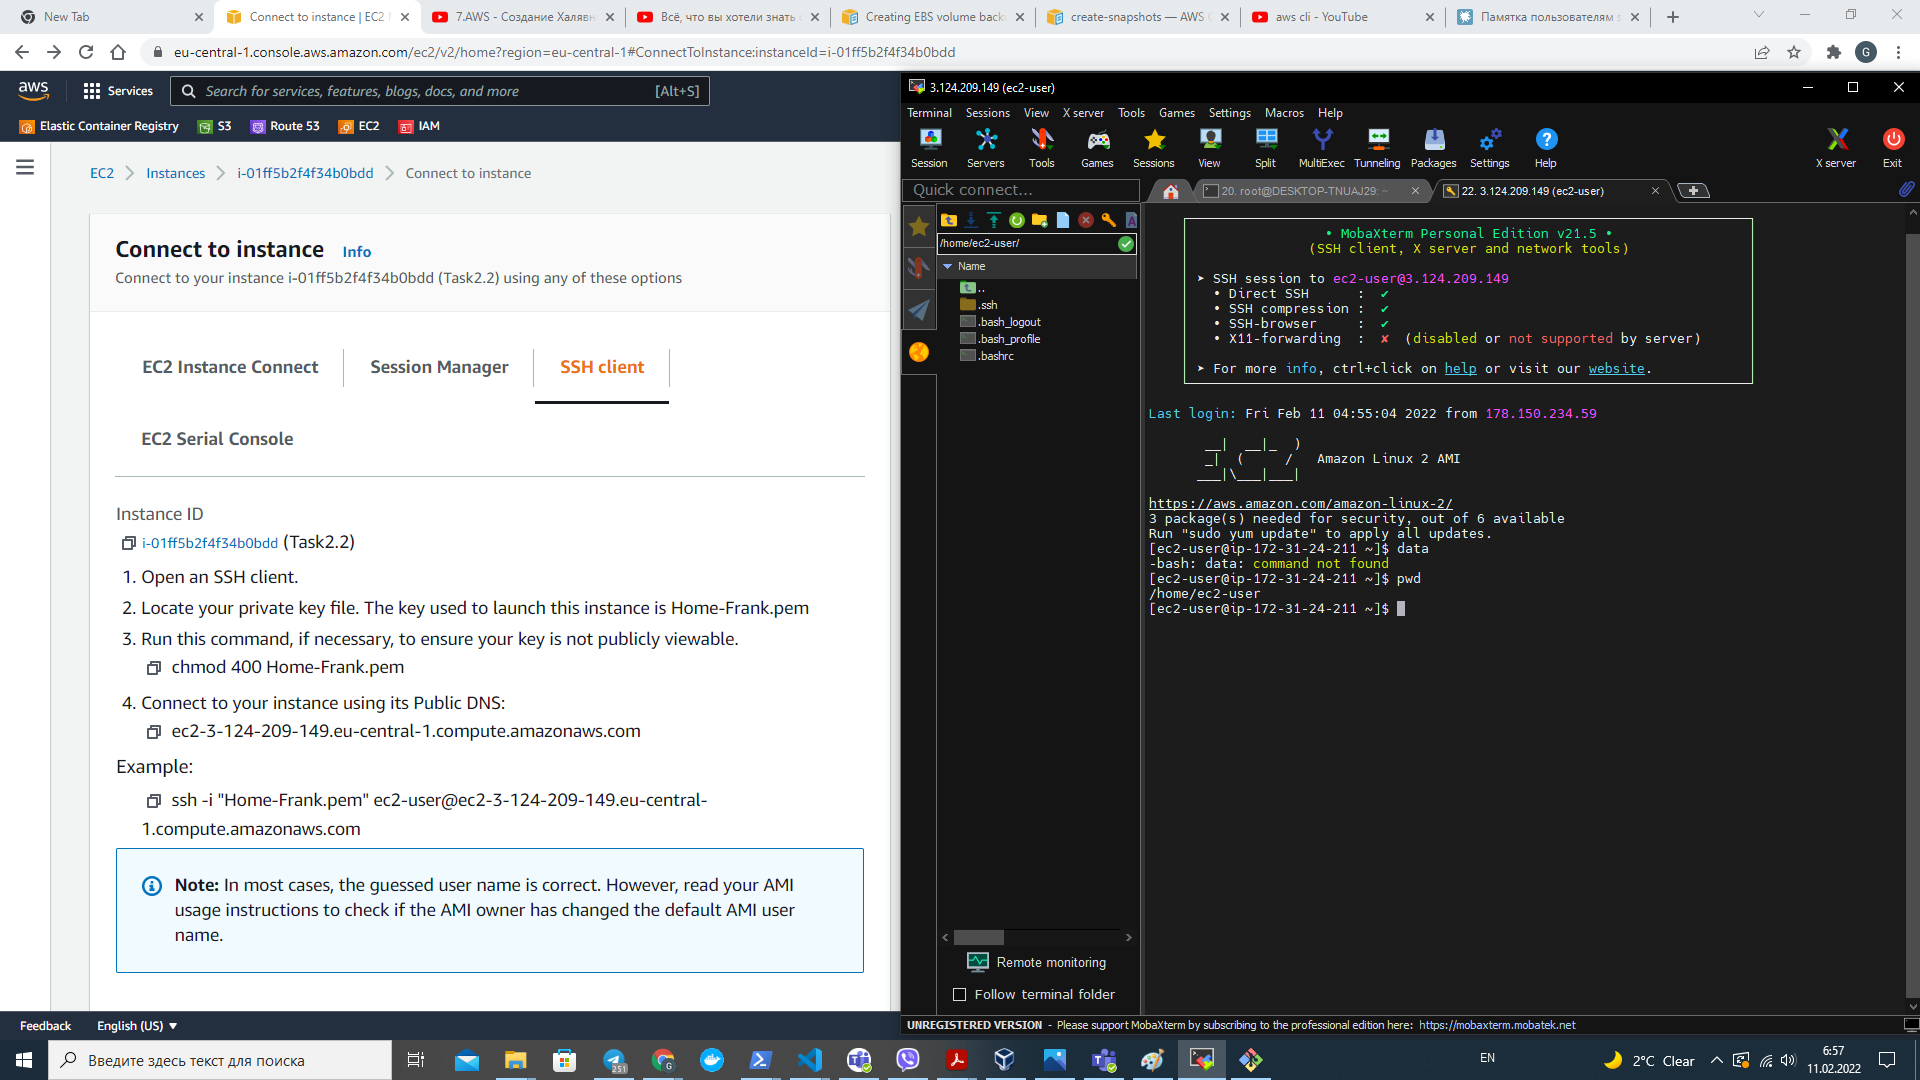 New Tab
Connect to instance | EC2 M
7.AWS - Создание Халявн
Всё, что вы хотели знать о
Creating EBS volume back
create-snapshots — AWS C
aws cli - YouTube
Памятка пользователям s
eu-central-1.console.aws.amazon.com/ec2/v2/home?region=eu-central-1#ConnectToInstance:instanceId=i-01ff5b2f4f34b0bdd
G
aws
Services
Search for services, features, blogs, docs, and more
[Alt+S]
Elastic Container Registry
S3
Route 53
EC2
IAM
EC2
Instances
i-01ff5b2f4f34b0bdd
Connect to instance
Connect to instance Info
Connect to your instance i-01ff5b2f4f34b0bdd (Task2.2) using any of these options
EC2 Instance Connect
Session Manager
SSH client
EC2 Serial Console
Instance ID
i-01ff5b2f4f34b0bdd (Task2.2)
1. Open an SSH client.
2. Locate your private key file. The key used to launch this instance is Home-Frank.pem
3. Run this command, if necessary, to ensure your key is not publicly viewable.
chmod 400 Home-Frank.pem
4. Connect to your instance using its Public DNS:
ec2-3-124-209-149.eu-central-1.compute.amazonaws.com
Example:
ssh -i "Home-Frank.pem" ec2-user@ec2-3-124-209-149.eu-central-
1.compute.amazonaws.com
Note: In most cases, the guessed user name is correct. However, read your AMI
usage instructions to check if the AMI owner has changed the default AMI user
name.
Feedback
English (US)
3.124.209.149 (ec2-user)
Terminal Sessions View X server Tools Games Settings Macros Help
Session Servers Tools Games Sessions View Split MultiExec Tunneling Packages Settings Help
X server Exit
Quick connect...
20. root@DESKTOP-TNUAJ29: ~
22. 3.124.209.149 (ec2-user)
/home/ec2-user/
Name
..
.ssh
.bash_logout
.bash_profile
.bashrc
Remote monitoring
Follow terminal folder
• MobaXterm Personal Edition v21.5 •
(SSH client, X server and network tools)
➤ SSH session to ec2-user@3.124.209.149
• Direct SSH : ✔
• SSH compression : ✔
• SSH-browser : ✔
• X11-forwarding : ✘ (disabled or not supported by server)
➤ For more info, ctrl+click on help or visit our website.
Last login: Fri Feb 11 04:55:04 2022 from 178.150.234.59
__| __|_ )
_| ( / Amazon Linux 2 AMI
___|\___|___|
https://aws.amazon.com/amazon-linux-2/
3 package(s) needed for security, out of 6 available
Run "sudo yum update" to apply all updates.
[ec2-user@ip-172-31-24-211 ~]$ data
-bash: data: command not found
[ec2-user@ip-172-31-24-211 ~]$ pwd
/home/ec2-user
[ec2-user@ip-172-31-24-211 ~]$
UNREGISTERED VERSION - Please support MobaXterm by subscribing to the professional edition here: https://mobaxterm.mobatek.net
Введите здесь текст для поиска
251
EN
2°C Clear
6:57
11.02.2022